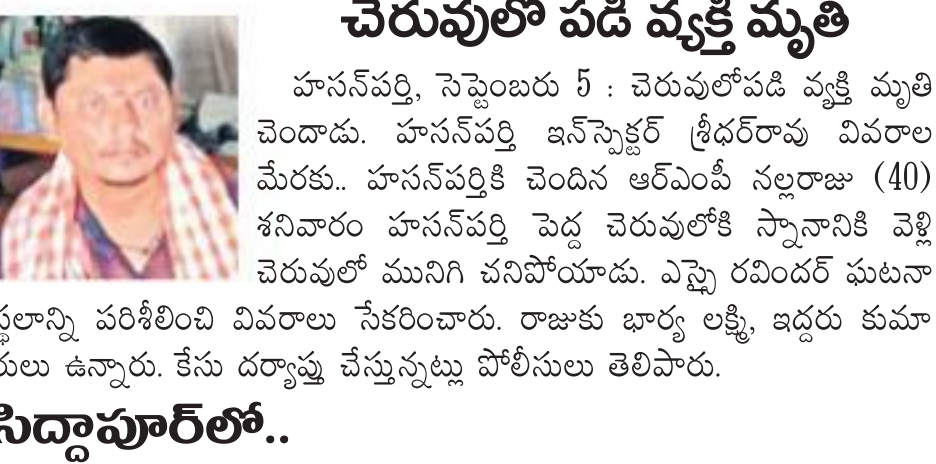 చెరువులో పడి వ్యక్తి మృతి
హసన్‌పర్తి, సెప్టెంబరు 5 : చెరువులోపడి వ్యక్తి మృతి
చెందాడు. హసన్‌పర్తి ఇన్‌స్పెక్టర్ శ్రీధర్‌రావు వివరాల
మేరకు.. హసన్‌పర్తికి చెందిన ఆర్ఎంపీ నల్లరాజు (40)
శనివారం హసన్‌పర్తి పెద్ద చెరువులోకి స్నానానికి వెళ్లి
చెరువులో మునిగి చనిపోయాడు. ఎస్సై రవిందర్ ఘటనా
స్థలాన్ని పరిశీలించి వివరాలు సేకరించారు. రాజుకు భార్య లక్ష్మి, ఇద్దరు కుమా
రులు ఉన్నారు. కేసు దర్యాప్తు చేస్తున్నట్లు పోలీసులు తెలిపారు.
సిద్దాపూర్‌లో..